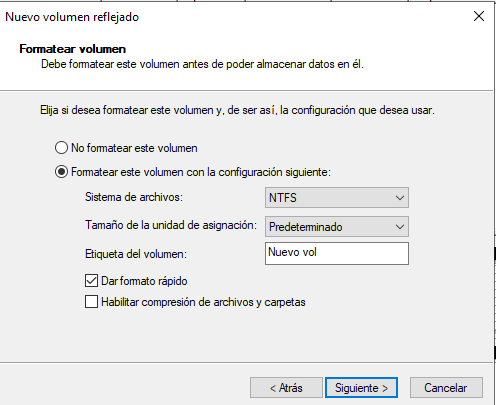 Nuevo volumen reflejado
Formatear volumen
Debe formatear este volumen antes de poder almacenar datos en él.
Elija si desea formatear este volumen y, de ser así, la configuración que desea usar.
No formatear este volumen
Formatear este volumen con la configuración siguiente:
Sistema de archivos: NTFS
Tamaño de la unidad de asignación: Predeterminado
Etiqueta del volumen: Nuevo vol
Dar formato rápido
Habilitar compresión de archivos y carpetas
< Atrás Siguiente > Cancelar